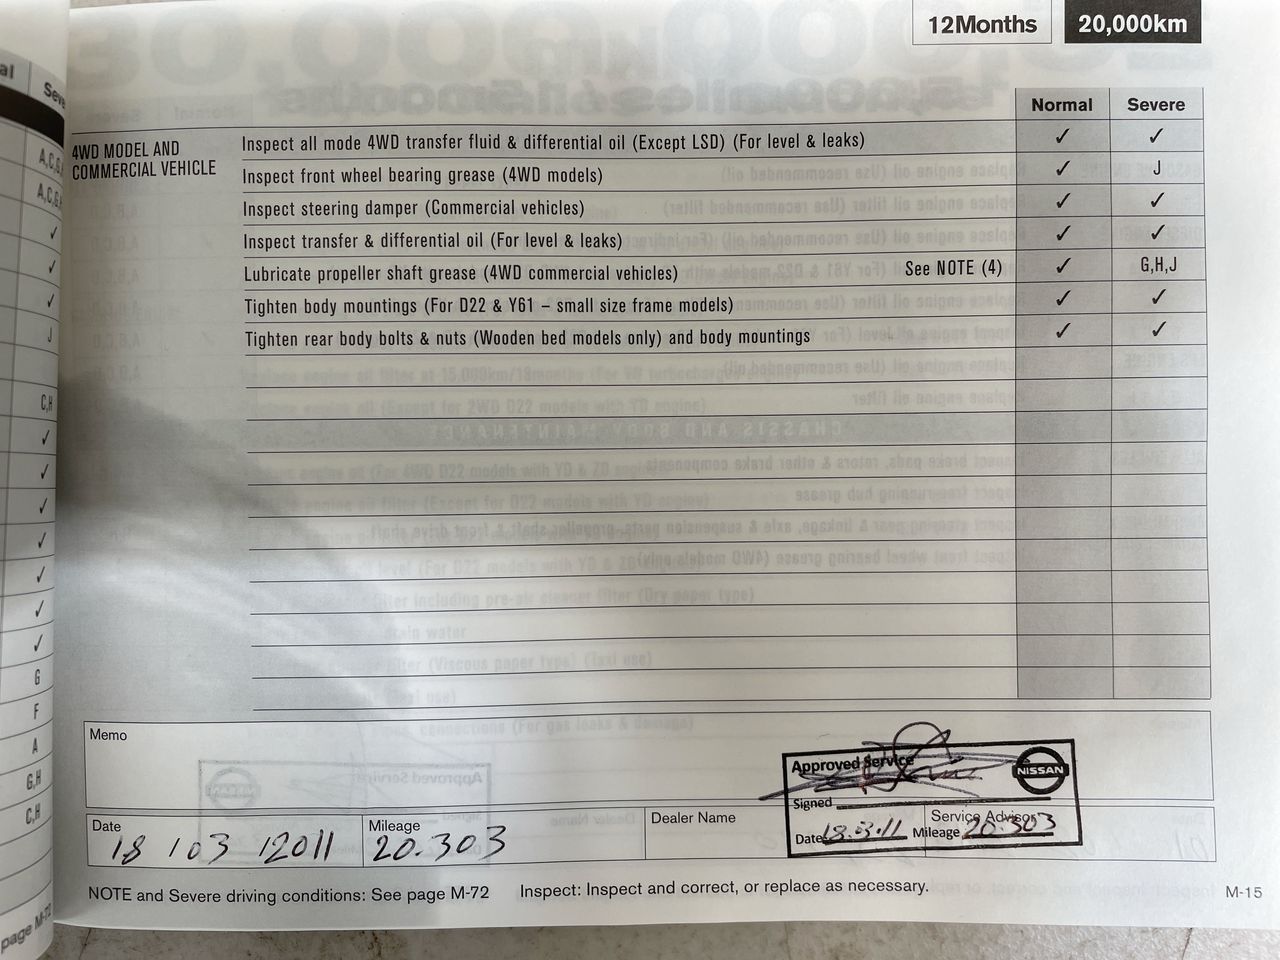 12Months 20,000km
Normal Severe
4WD MODEL AND
COMMERCIAL VEHICLE
Inspect all mode 4WD transfer fluid & differential oil (Except LSD) (For level & leaks) ✓ ✓
Inspect front wheel bearing grease (4WD models) ✓ J
Inspect steering damper (Commercial vehicles) ✓ ✓
Inspect transfer & differential oil (For level & leaks) ✓ ✓
Lubricate propeller shaft grease (4WD commercial vehicles) See NOTE (4) ✓ G,H,J
Tighten body mountings (For D22 & Y61 – small size frame models) ✓ ✓
Tighten rear body bolts & nuts (Wooden bed models only) and body mountings ✓ ✓
Memo
Approved Service NISSAN
Signed
Date 18.3.11 Mileage 20.303
Date
18 / 03 / 2011
Mileage
20.303
Dealer Name
Service Advisor
NOTE and Severe driving conditions: See page M-72 Inspect: Inspect and correct, or replace as necessary. M-15
J
C,H
✓
✓
✓
✓
✓
✓
✓
G
F
A
G,H
C,H
page M-72